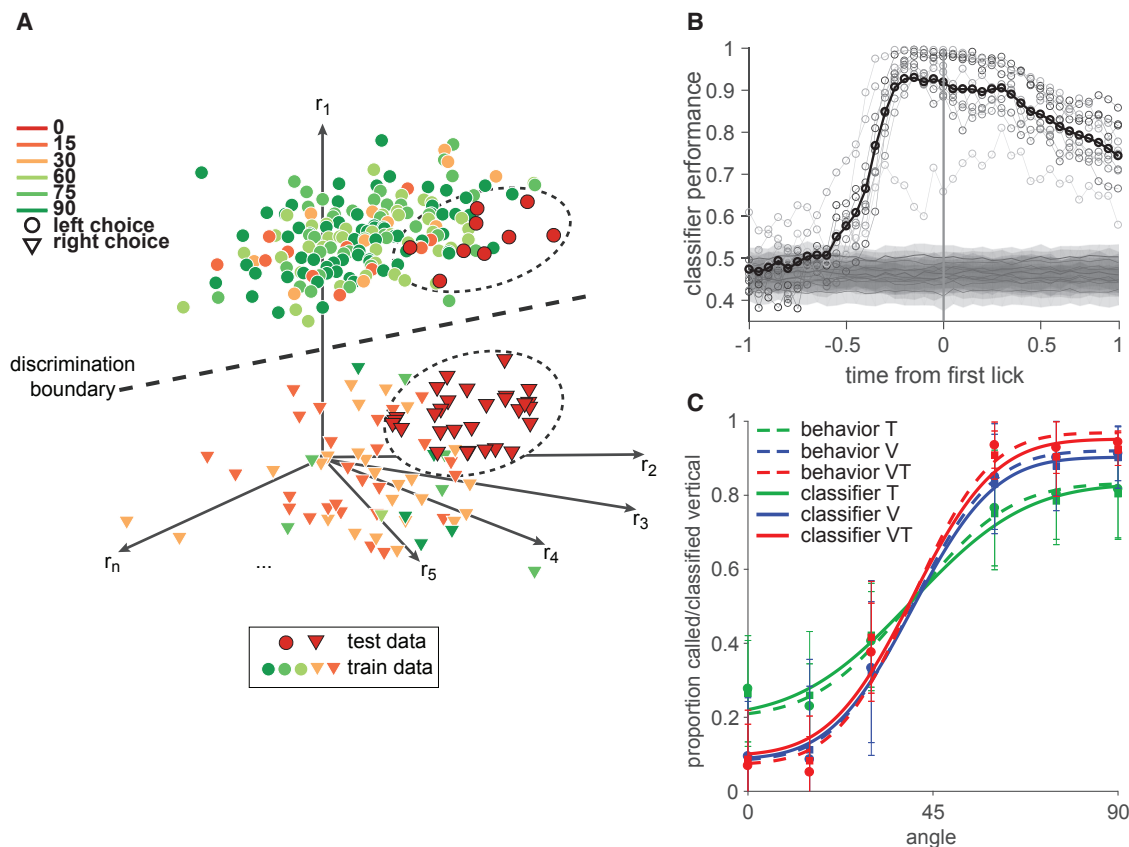 A
r1
0
15
30
60
75
90
left choice
right choice
discrimination
boundary
r2
r3
r4
r5
...
rn
test data
train data
B
classifier performance
1
0.9
0.8
0.7
0.6
0.5
0.4
-1
-0.5
0
0.5
1
time from first lick
C
proportion called/classified vertical
1
0.8
0.6
0.4
0.2
0
behavior T
behavior V
behavior VT
classifier T
classifier V
classifier VT
0
45
90
angle